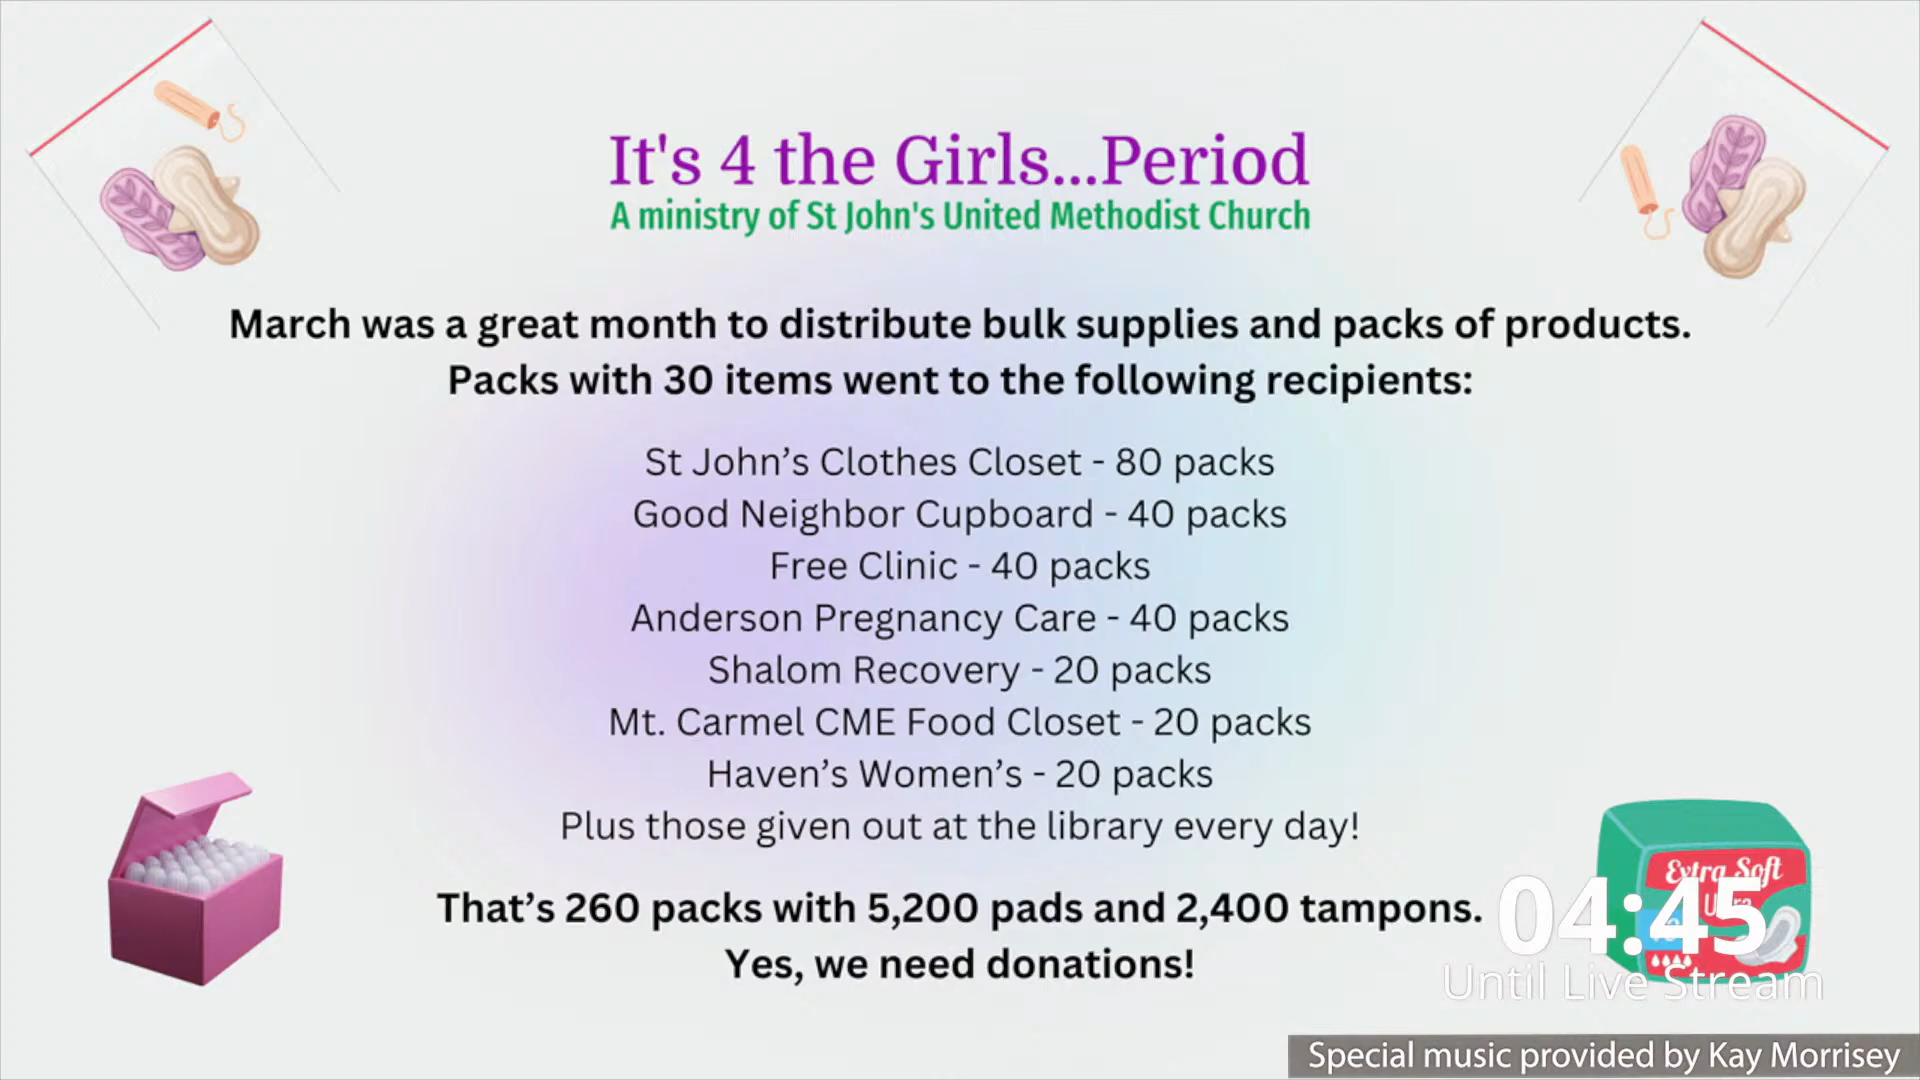 It's 4 the Girls...Period
A ministry of St John's United Methodist Church
March was a great month to distribute bulk supplies and packs of products.
Packs with 30 items went to the following recipients:
St John’s Clothes Closet - 80 packs
Good Neighbor Cupboard - 40 packs
Free Clinic - 40 packs
Anderson Pregnancy Care - 40 packs
Shalom Recovery - 20 packs
Mt. Carmel CME Food Closet - 20 packs
Haven’s Women’s - 20 packs
Plus those given out at the library every day!
That’s 260 packs with 5,200 pads and 2,400 tampons.
Yes, we need donations!
Extra Soft
04:45
Until Live Stream
Special music provided by Kay Morrisey